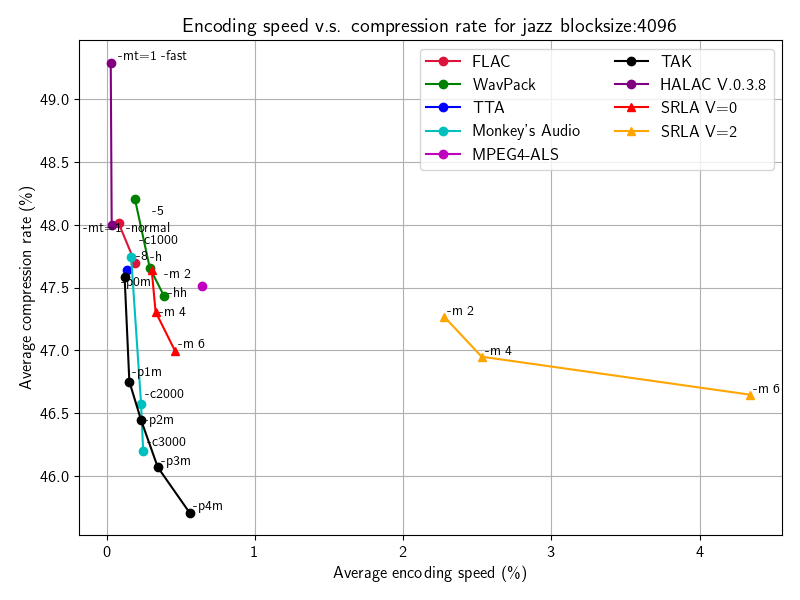 Encoding speed v.s. compression rate for jazz blocksize:4096
-mt=1 -fast
FLAC
WavPack
TTA
Monkey's Audio
MPEG4-ALS
TAK
HALAC V.0.3.8
SRLA V=0
SRLA V=2
49.0
48.5
48.0
47.5
47.0
46.5
46.0
Average compression rate (%)
-5
-mt=1 -normal
-c1000
-8
-h
-m 2
-p0m
-hh
-m 4
-m 2
-m 6
-m 4
-p1m
-m 6
-c2000
-p2m
-c3000
-p3m
-p4m
0
1
2
3
4
Average encoding speed (%)